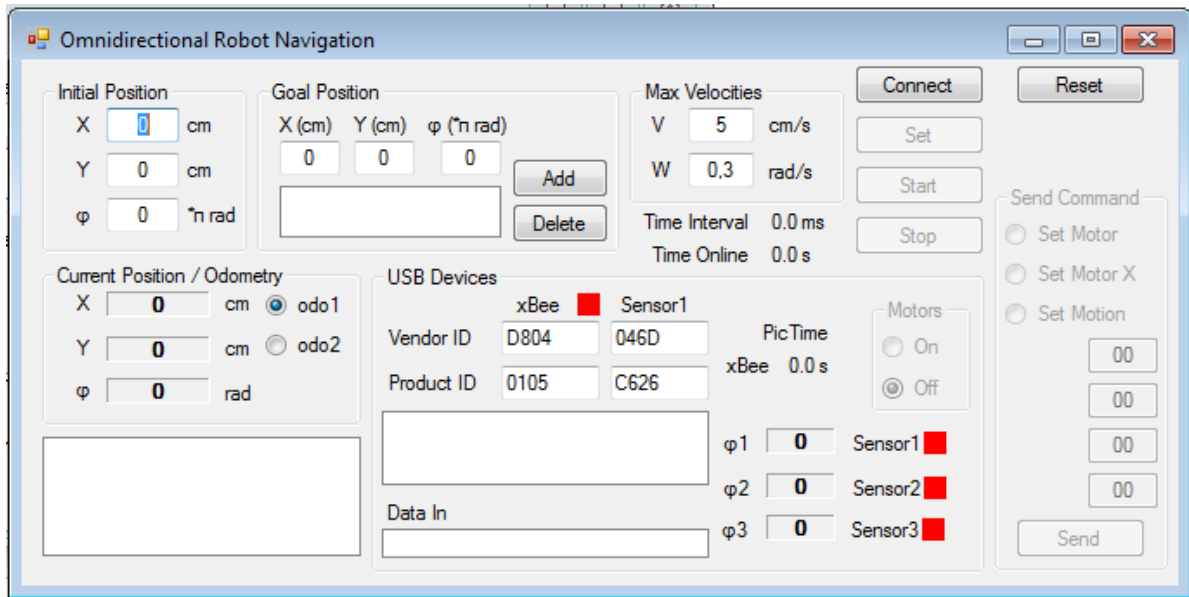 Omnidirectional Robot Navigation
Initial Position
X 0 cm
Y 0 cm
φ 0 *π rad
Goal Position
X (cm) Y (cm) φ (*π rad)
0 0 0
Add
Delete
Max Velocities
V 5 cm/s
W 0,3 rad/s
Time Interval 0.0 ms
Time Online 0.0 s
Connect
Set
Start
Stop
Reset
Send Command
Set Motor
Set Motor X
Set Motion
00
00
00
00
Send
Current Position / Odometry
X 0 cm odo1
Y 0 cm odo2
φ 0 rad
USB Devices
xBee Sensor1
Vendor ID D804 046D
Product ID 0105 C626
PicTime
xBee 0.0 s
Motors
On
Off
φ1 0 Sensor1
φ2 0 Sensor2
φ3 0 Sensor3
Data In